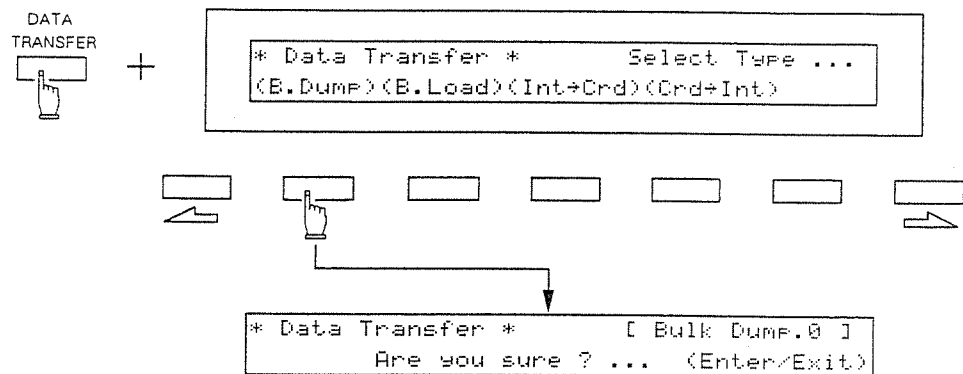 DATA
TRANSFER
+
* Data Transfer * Select Type ...
(B.Dump)(B.Load)(Int→Crd)(Crd→Int)
* Data Transfer * [ Bulk Dump.0 ]
Are you sure ? ... (Enter/Exit)